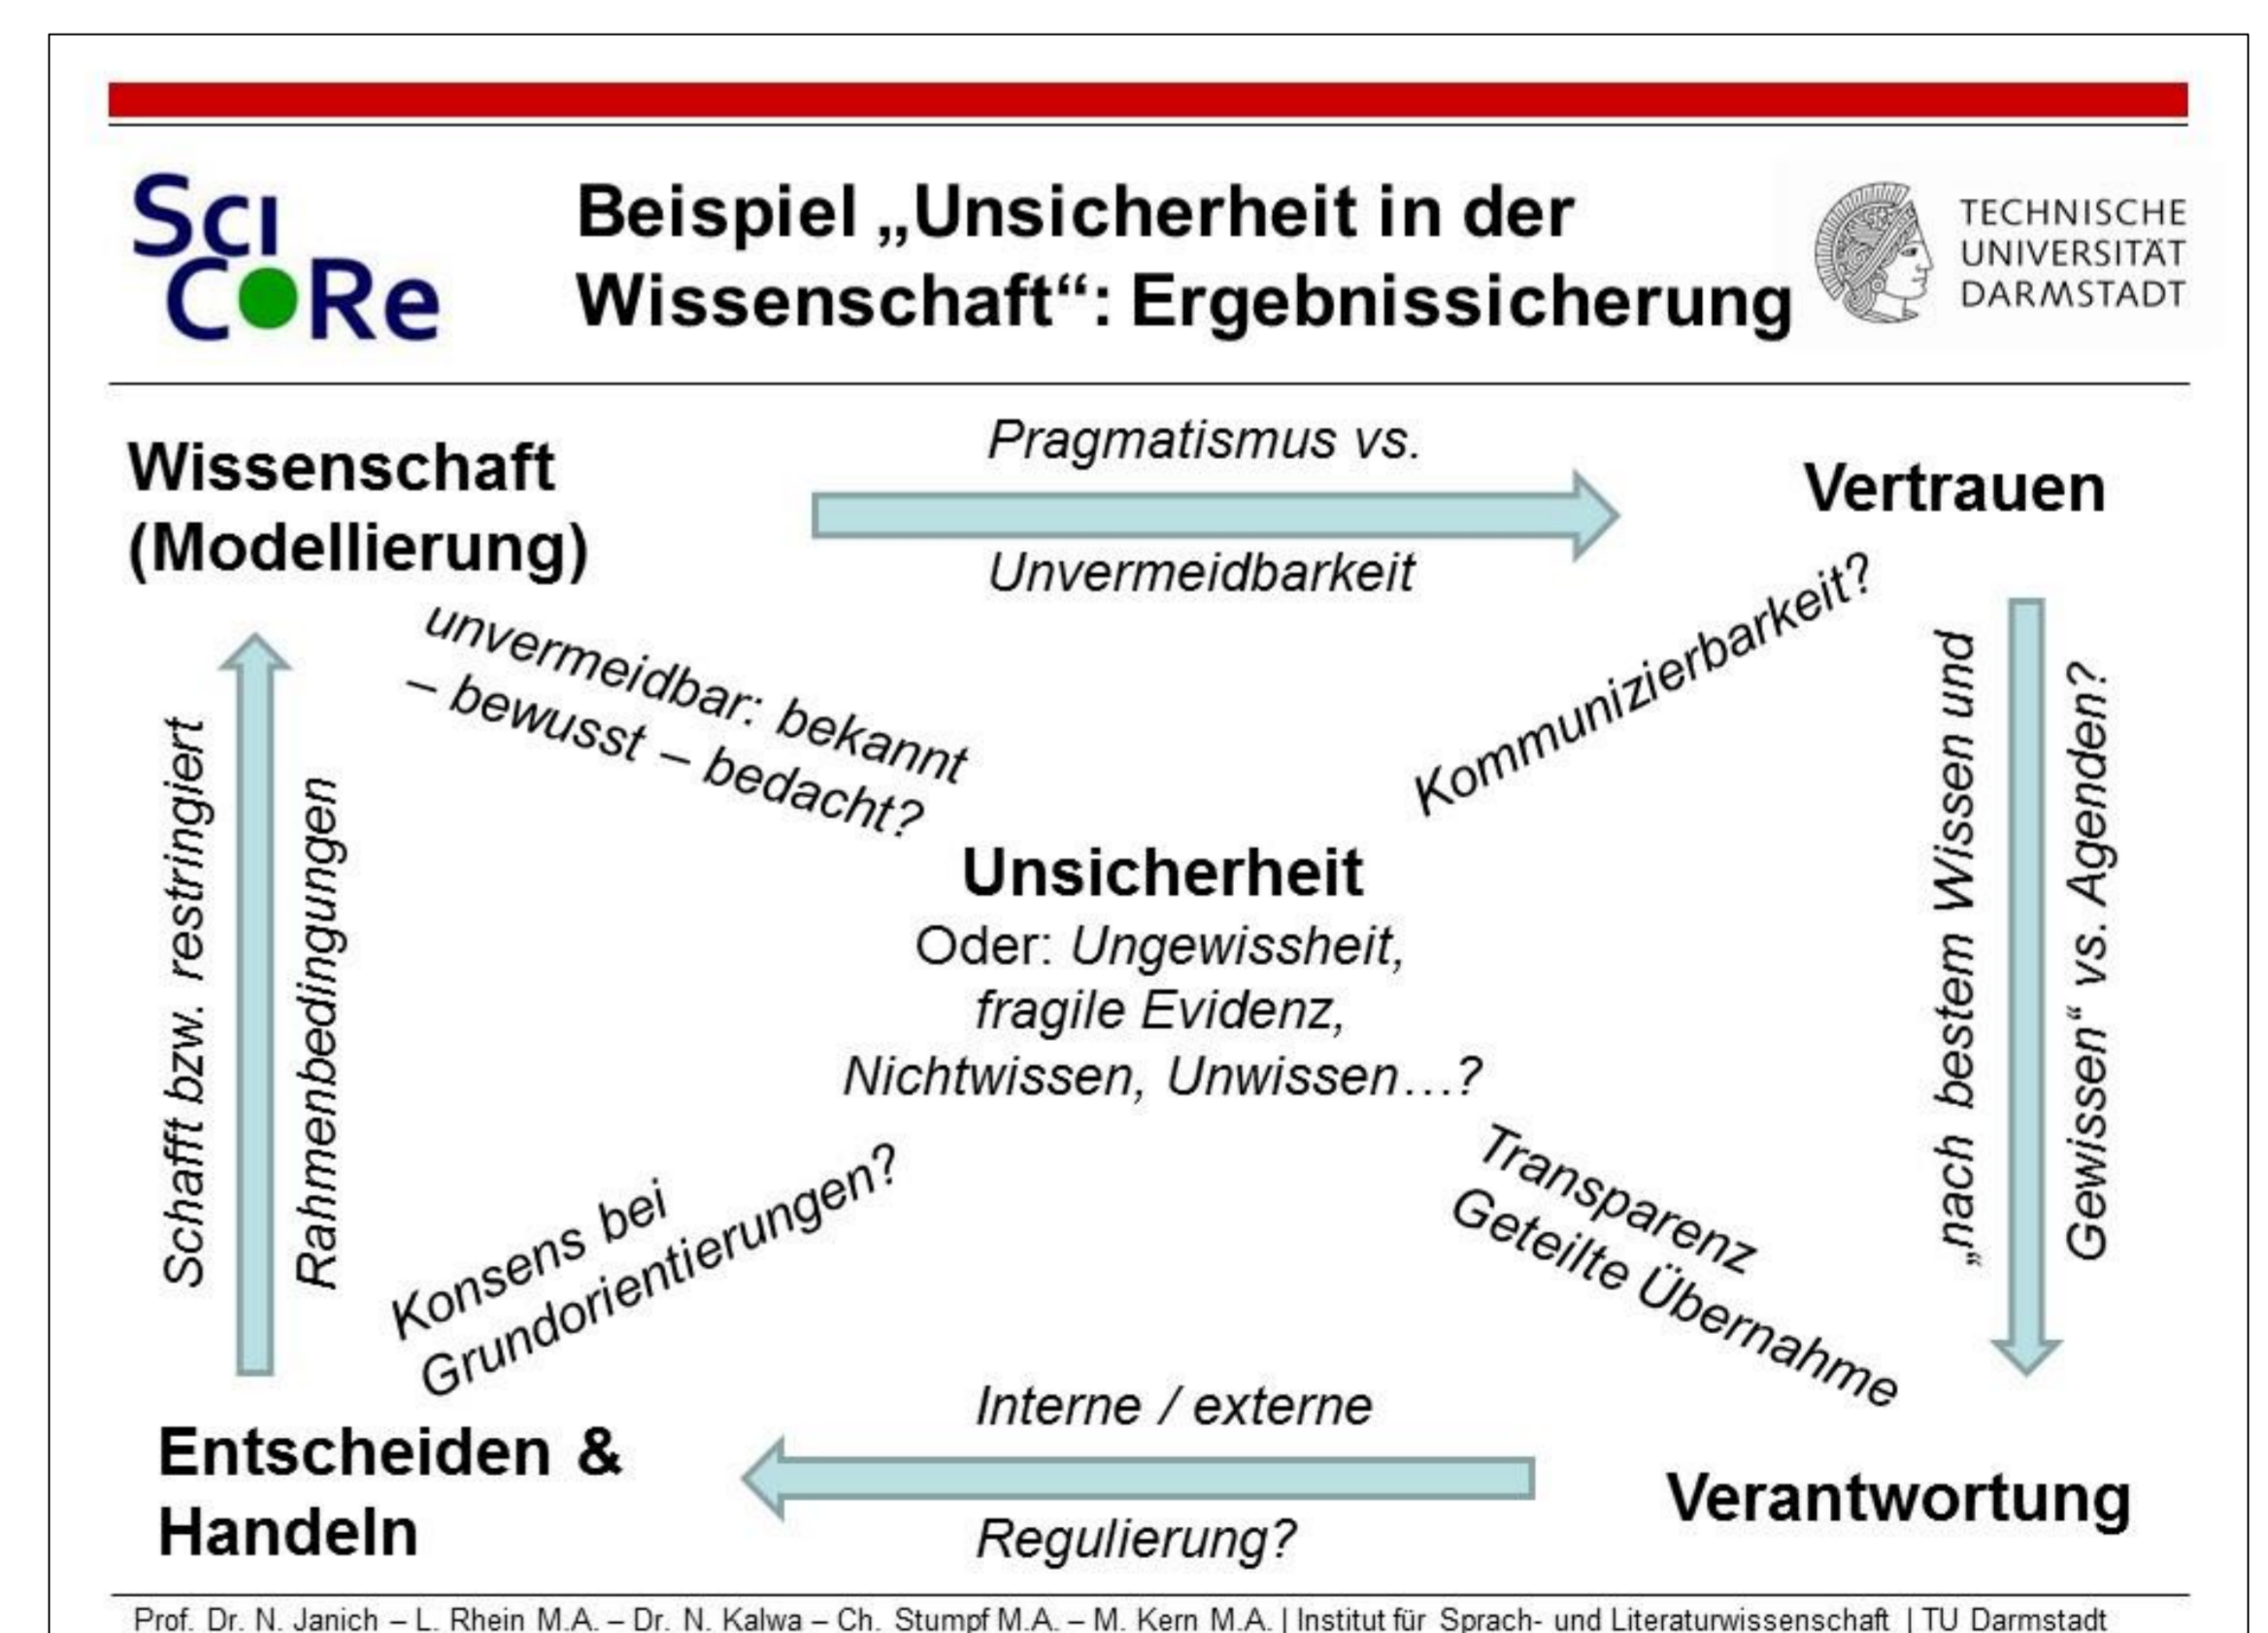 SCI
CoRe
Beispiel „Unsicherheit in der
Wissenschaft“: Ergebnissicherung
TECHNISCHE
UNIVERSITÄT
DARMSTADT
Wissenschaft
(Modellierung)
Pragmatismus vs.
Unvermeidbarkeit
Vertrauen
unvermeidbar: bekannt
– bewusst – bedacht?
Kommunizierbarkeit?
Schafft bzw. restringiert
Rahmenbedingungen
„nach bestem Wissen und
Gewissen“ vs. Agenden?
Unsicherheit
Oder: Ungewissheit,
fragile Evidenz,
Nichtwissen, Unwissen…?
Konsens bei
Grundorientierungen?
Transparenz
Geteilte Übernahme
Entscheiden &
Handeln
Interne / externe
Regulierung?
Verantwortung
Prof. Dr. N. Janich – L. Rhein M.A. – Dr. N. Kalwa – Ch. Stumpf M.A. – M. Kern M.A. | Institut für Sprach- und Literaturwissenschaft | TU Darmstadt